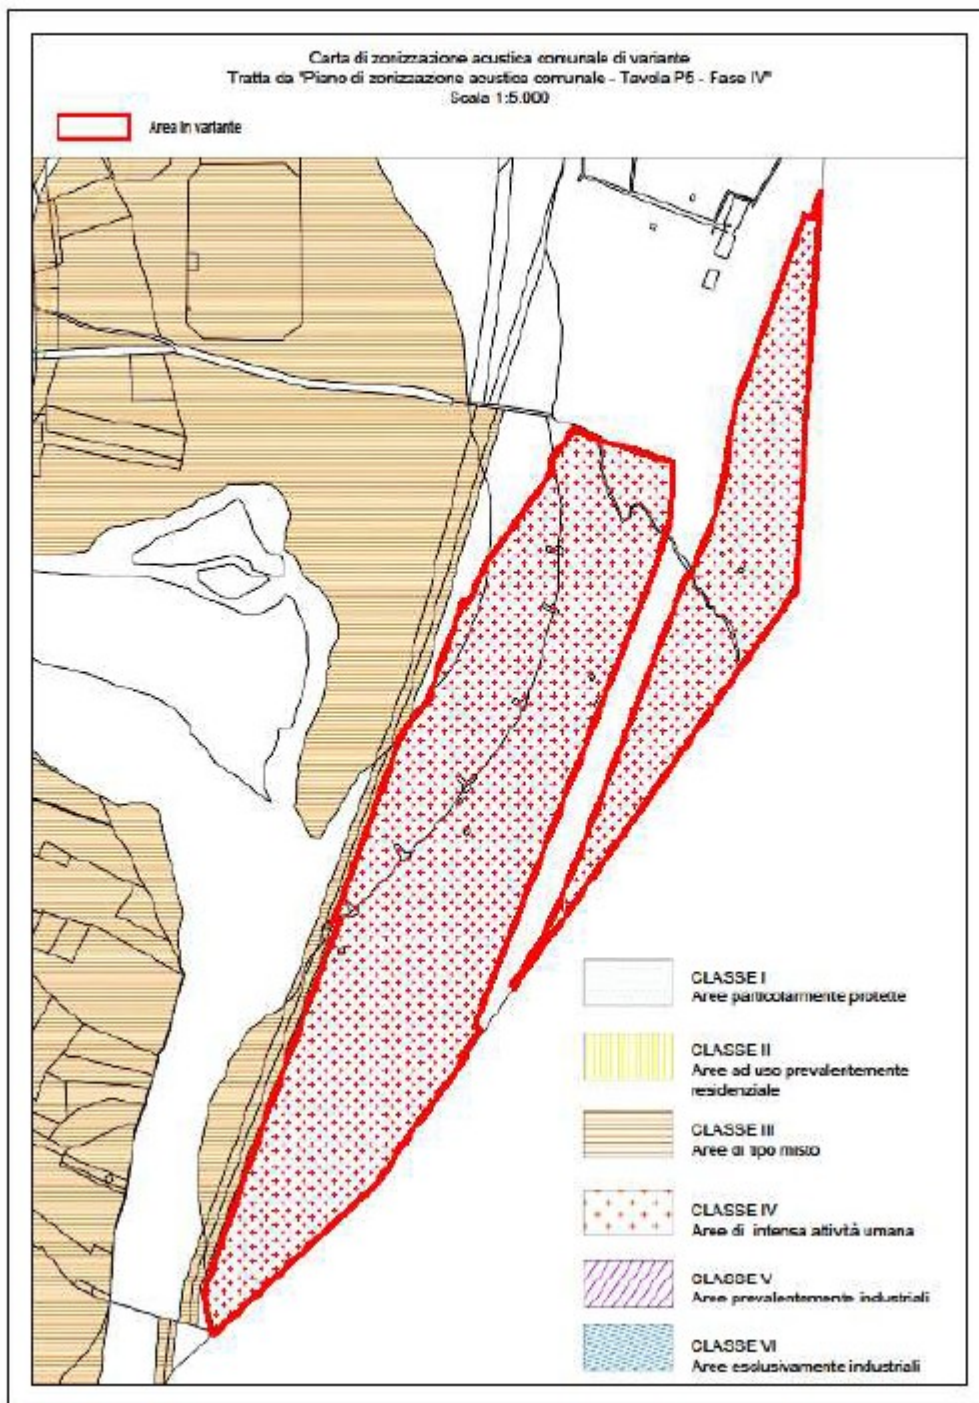 Carta di zonizzazione acustica comunale di variante
Tratta da "Piano di zonizzazione acustica comunale - Tavola P5 - Fase IV"
Scala 1:5.000
Area in variante
CLASSE I
Aree particolarmente protette
CLASSE II
Aree ad uso prevalentemente
residenziale
CLASSE III
Aree di tipo misto
CLASSE IV
Aree di intensa attività umana
CLASSE V
Aree prevalentemente industriali
CLASSE VI
Aree esclusivamente industriali